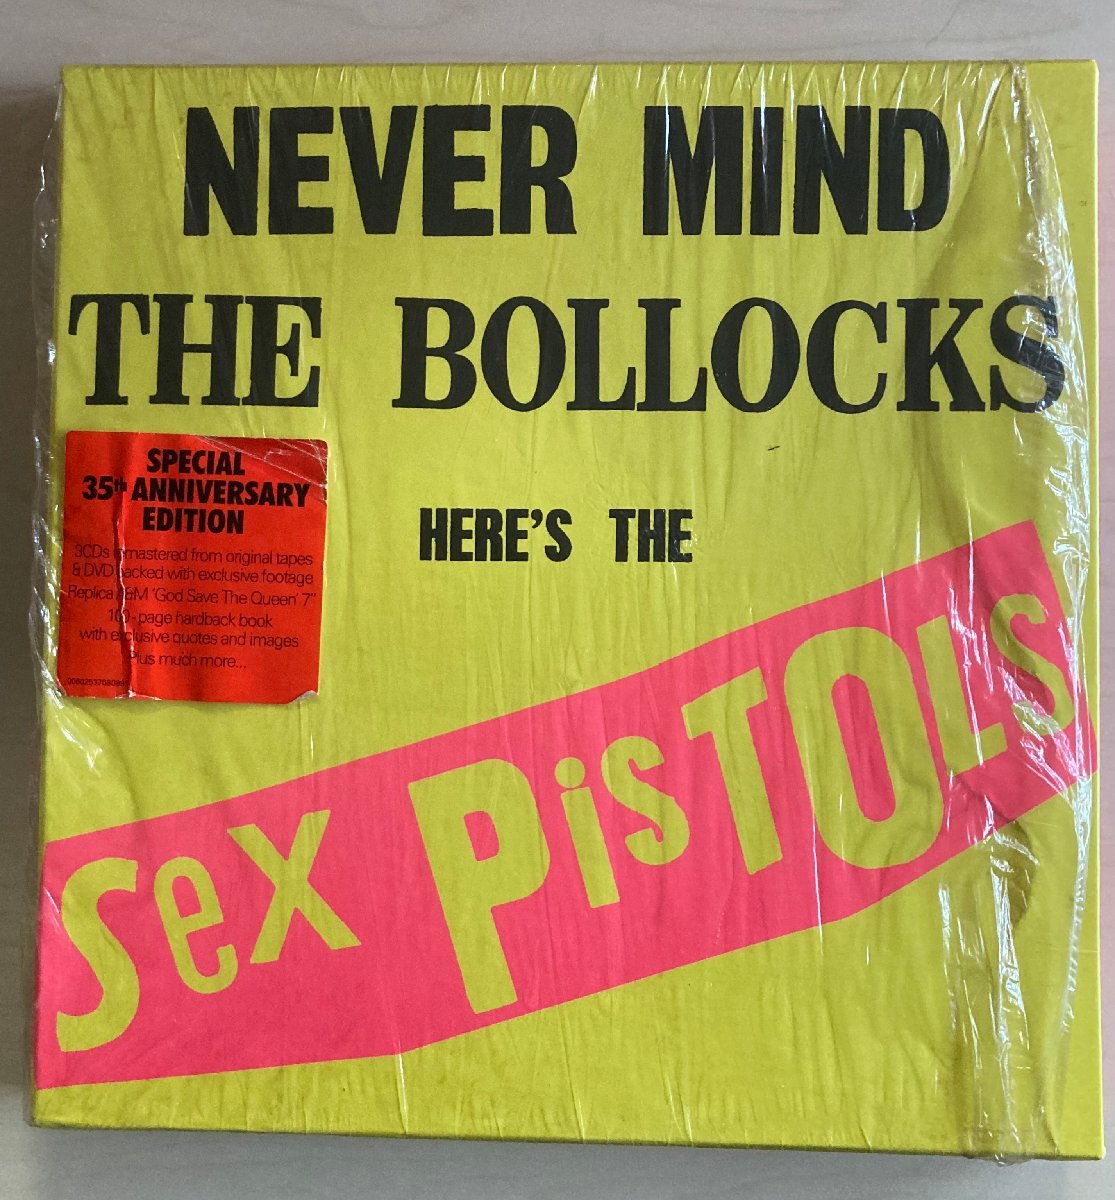 NEVER MIND
THE BOLLOCKS
SPECIAL
35th ANNIVERSARY
EDITION
3CDs remastered from original tapes
& DVD packed with exclusive footage
Replica A&M 'God Save The Queen' 7"
100-page hardback book
with exclusive quotes and images
Plus much more...
HERE'S THE
SeX PiSTOLS